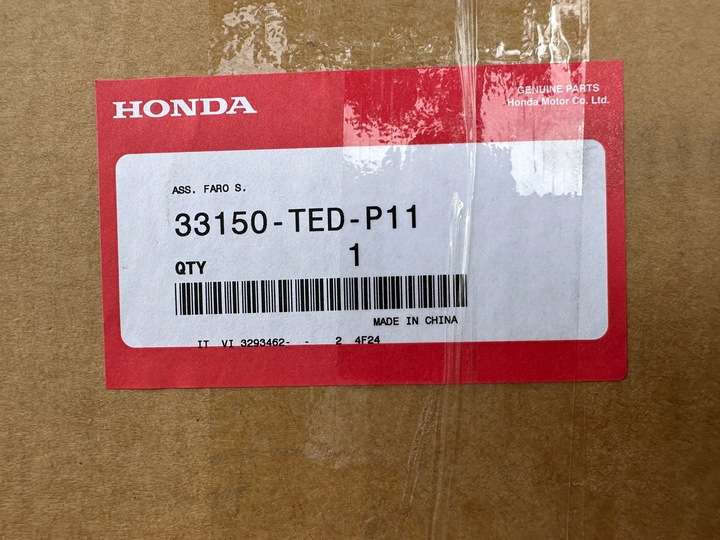 HONDA
GENUINE PARTS
Honda Motor Co. Ltd.
ASS. FARO S.
33150-TED-P11
QTY 1
MADE IN CHINA
IT VI 3293462- - 2 4F24